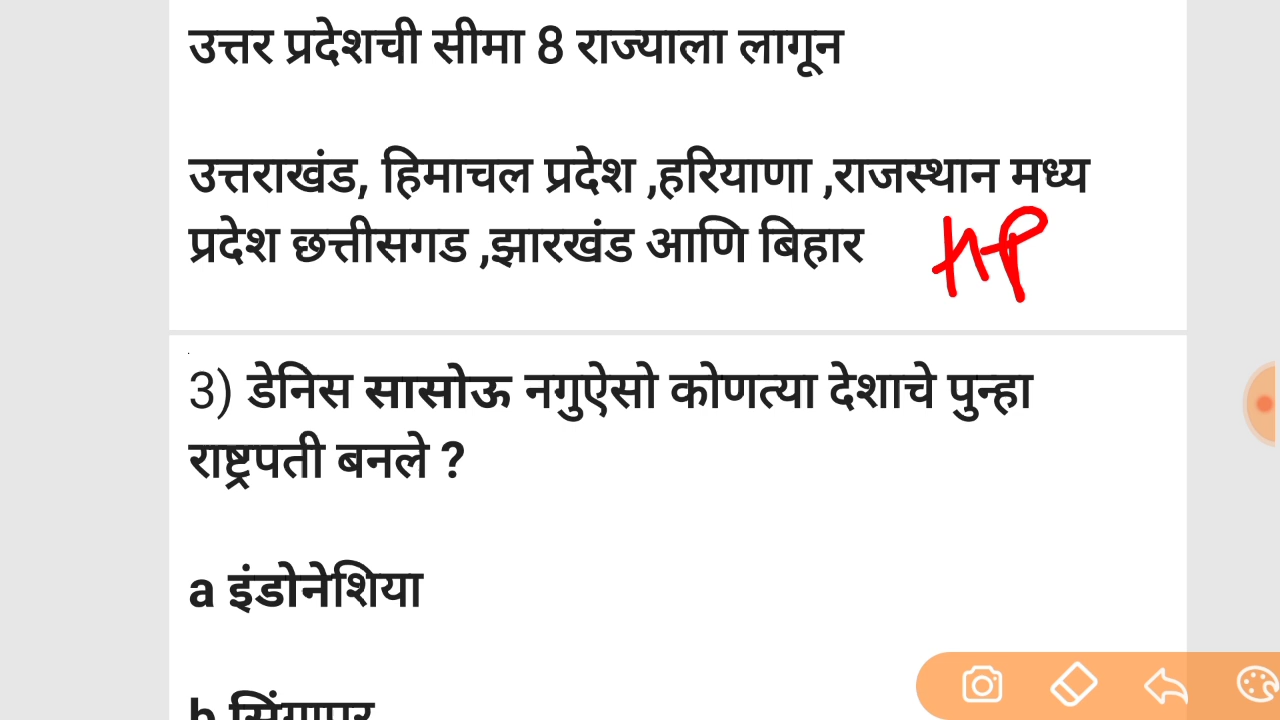 उत्तर प्रदेशची सीमा 8 राज्याला लागून
उत्तराखंड, हिमाचल प्रदेश ,हरियाणा ,राजस्थान मध्य
प्रदेश छत्तीसगड ,झारखंड आणि बिहार
HP
3) डेनिस सासोऊ नगुऐसो कोणत्या देशाचे पुन्हा
राष्ट्रपती बनले ?
a इंडोनेशिया
b सिंगापुर